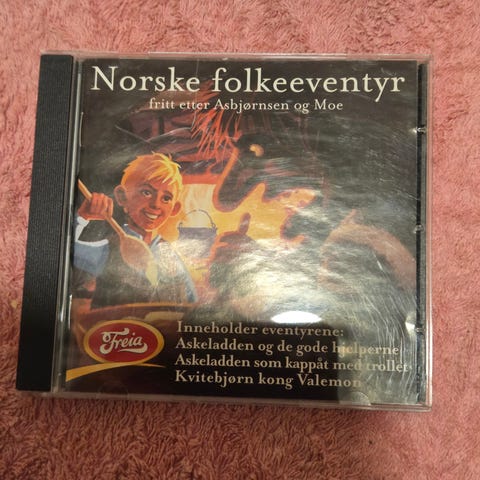 Norske folkeeventyr
fritt etter Asbjørnsen og Moe
Freia
Inneholder eventyrene:
Askeladden og de gode hjelperne
Askeladden som kappåt med trollet
Kvitebjørn kong Valemon